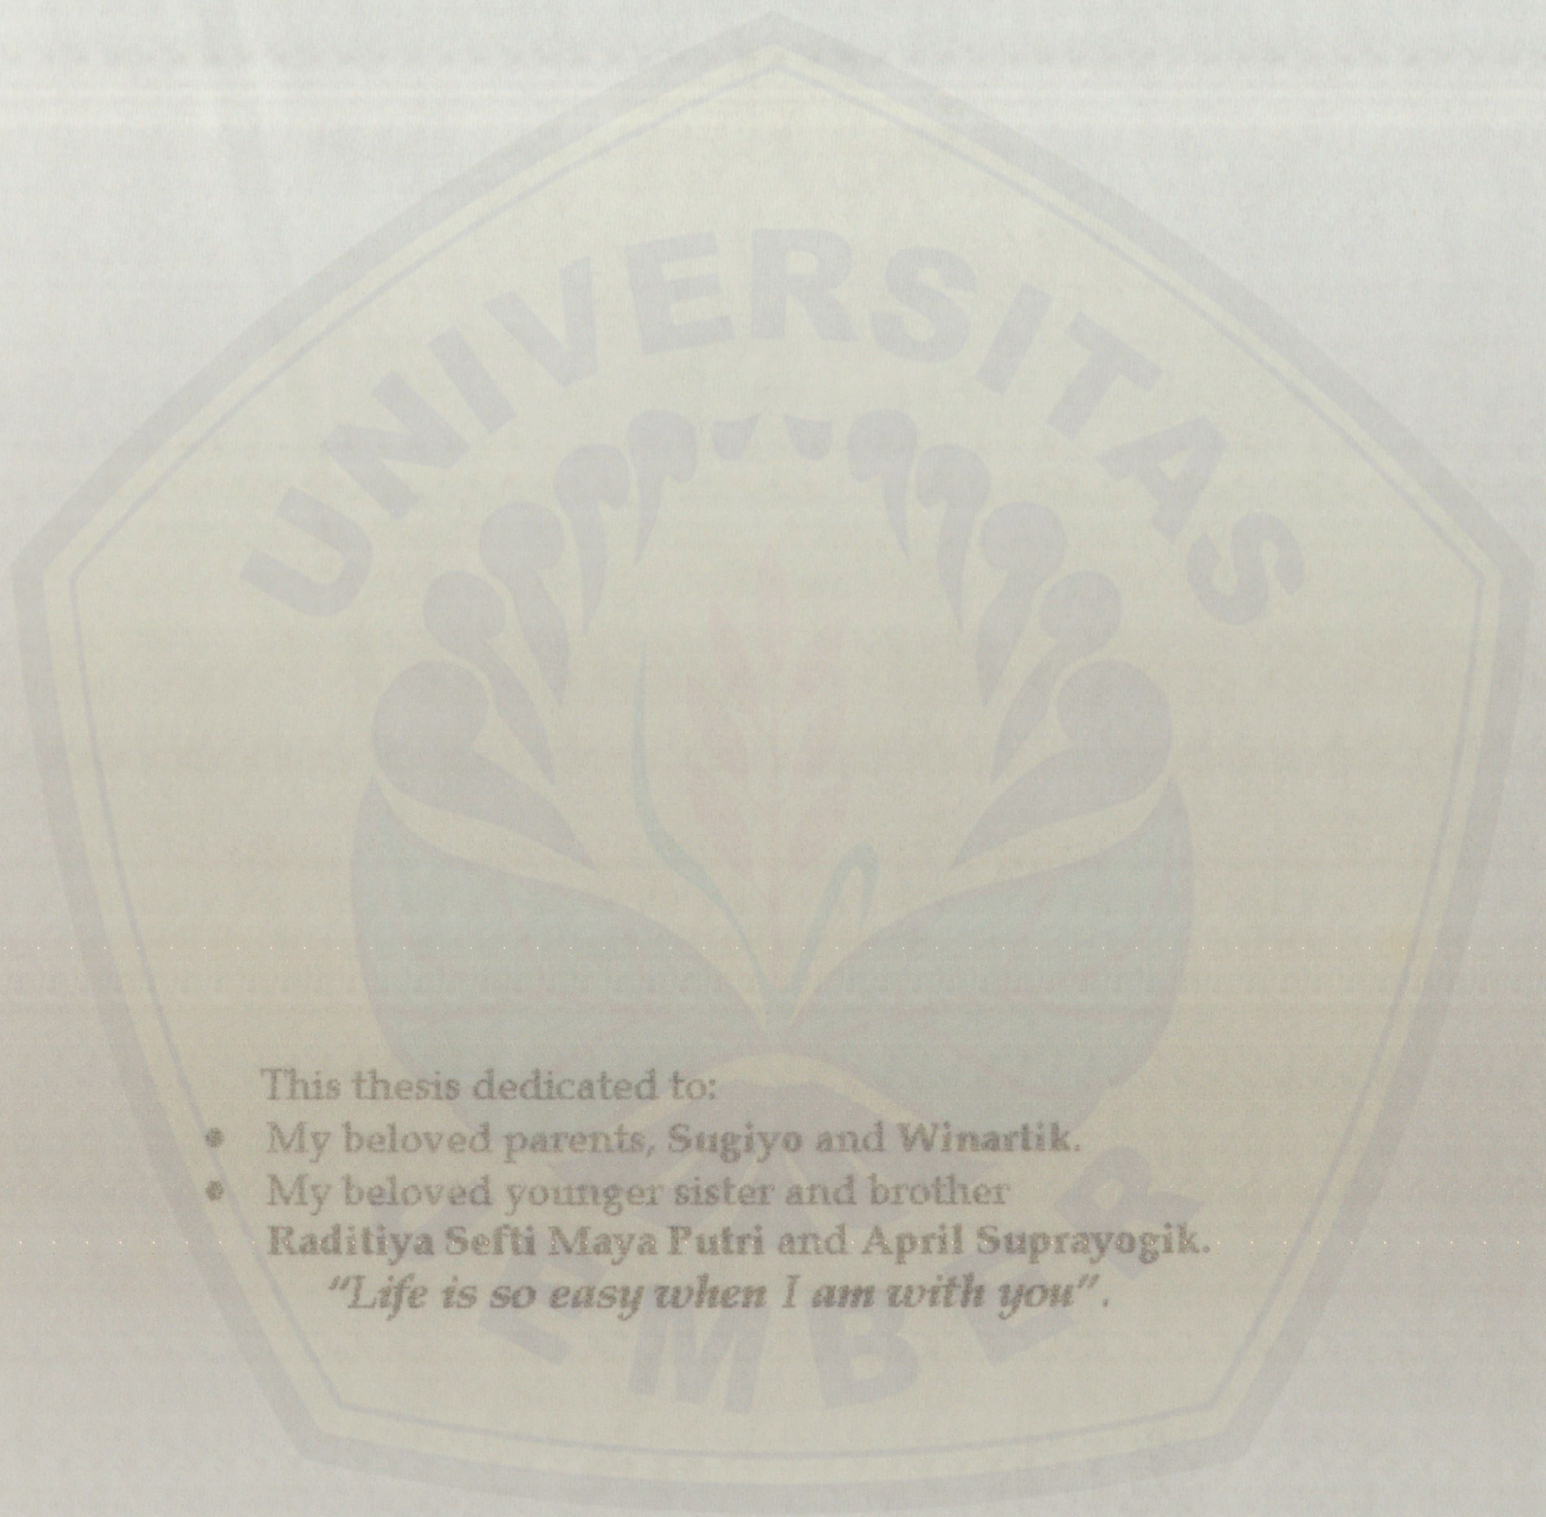 UNIVERSITAS
This thesis dedicated to:
• My beloved parents, Sugiyo and Winartik.
• My beloved younger sister and brother
Raditiya Sefti Maya Putri and April Suprayogik.
“Life is so easy when I am with you”.
JEMBER